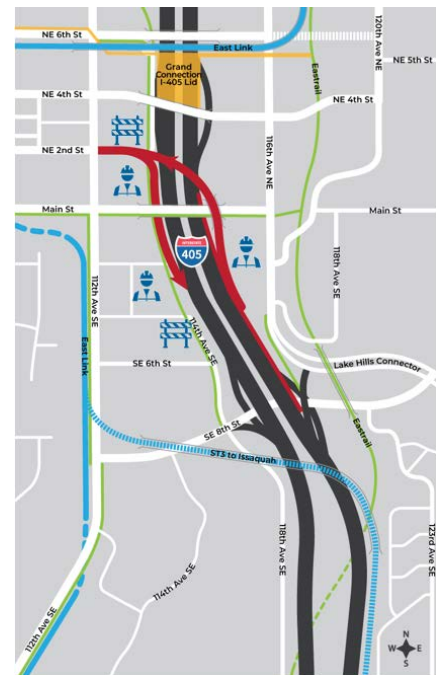 NE 6th St
East Link
120th Ave NE
Grand
Connection
I-405 Lid
Eastrail
NE 5th St
NE 4th St
NE 4th St
116th Ave NE
NE 2nd St
Main St
Main St
INTERSTATE
405
118th Ave SE
112th Ave SE
East Link
114th Ave SE
SE 6th St
Lake Hills Connector
Eastrail
SE 8th St
ST3 to Issaquah
118th Ave SE
114th Ave SE
123rd Ave SE
112th Ave SE
N
W E
S